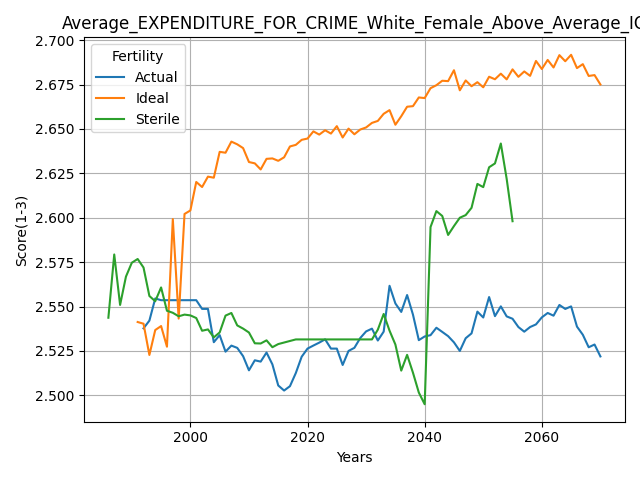 Average_EXPENDITURE_FOR_CRIME_White_Female_Above_Average_IC
2.700
2.675
2.650
2.625
2.600
2.575
2.550
2.525
2.500
Score(1-3)
Fertility
Actual
Ideal
Sterile
2000
2020
2040
2060
Years